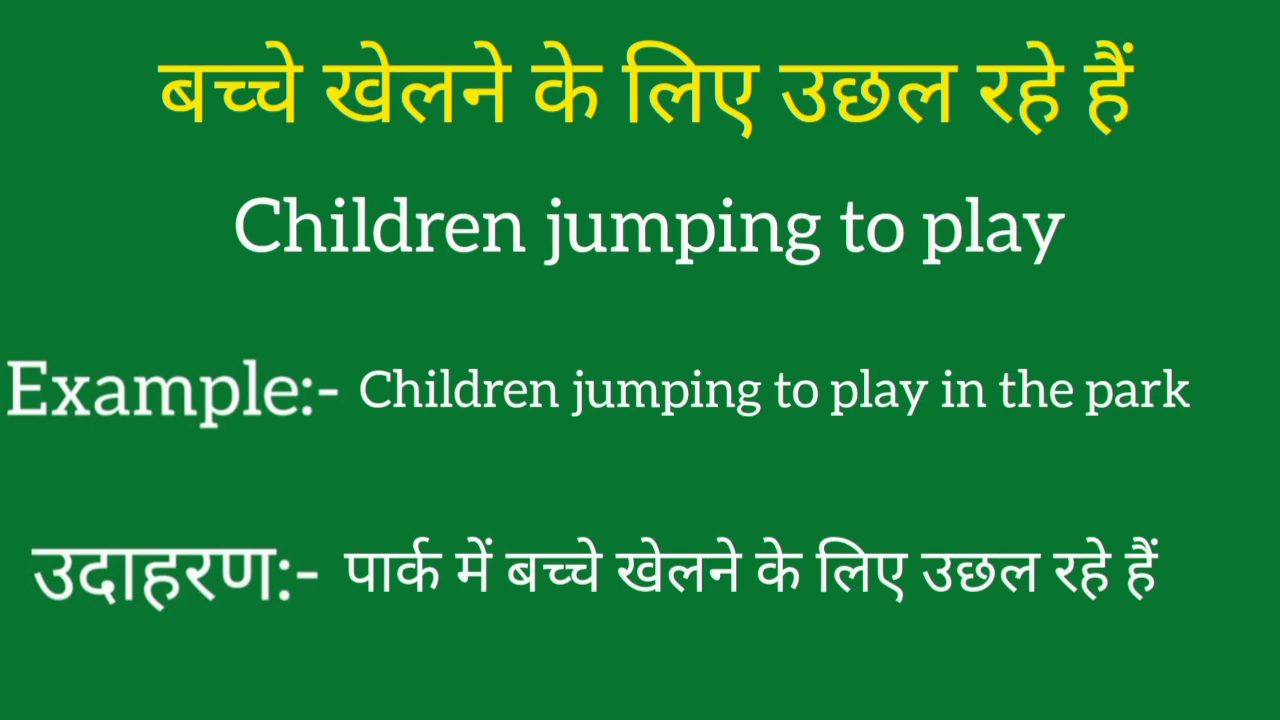 बच्चे खेलने के लिए उछल रहे हैं
Children jumping to play
Example:- Children jumping to play in the park
उदाहरण:- पार्क में बच्चे खेलने के लिए उछल रहे हैं